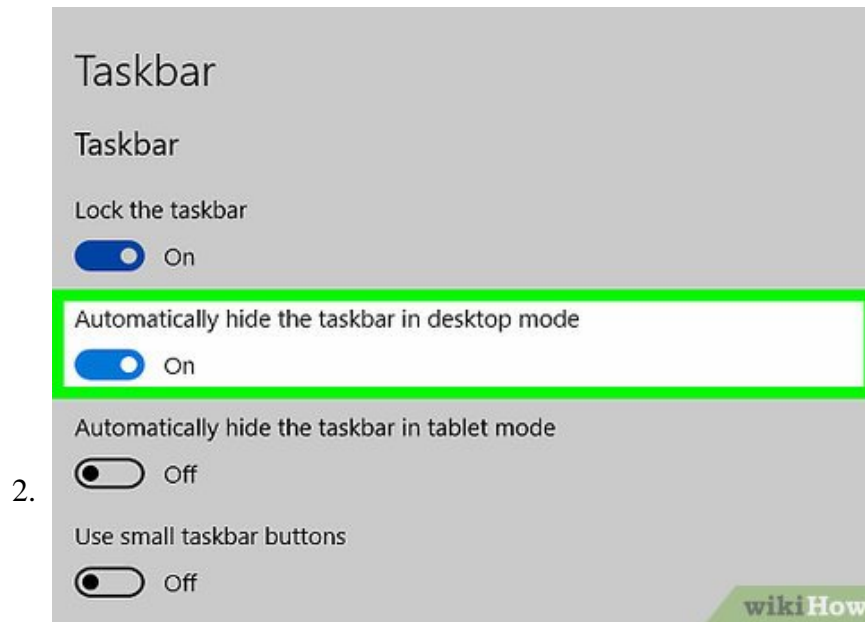 Taskbar
Taskbar
Lock the taskbar
On
Automatically hide the taskbar in desktop mode
On
Automatically hide the taskbar in tablet mode
Off
2.
Use small taskbar buttons
Off
wikiHow